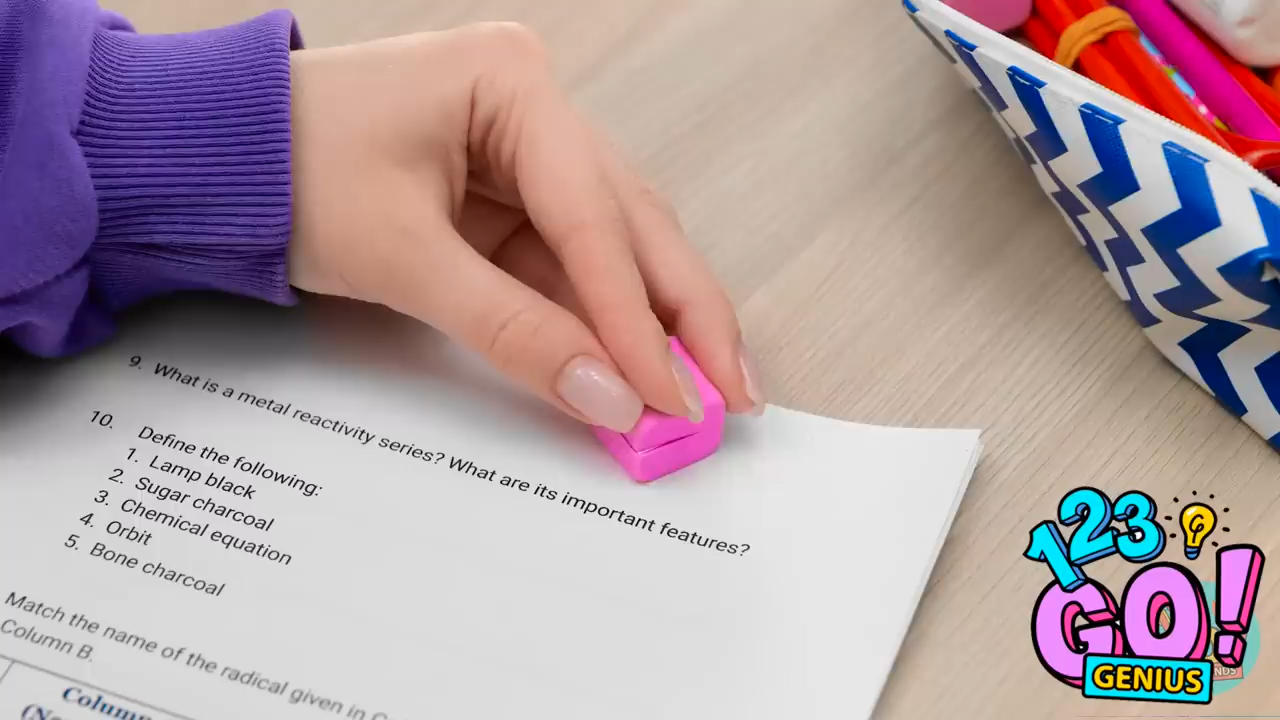 9. What is a metal reactivity series? What are its important features?
10. Define the following:
1. Lamp black
2. Sugar charcoal
3. Chemical equation
4. Orbit
5. Bone charcoal
Match the name of the radical given in
Column B.
Column
123
GO!
GENIUS